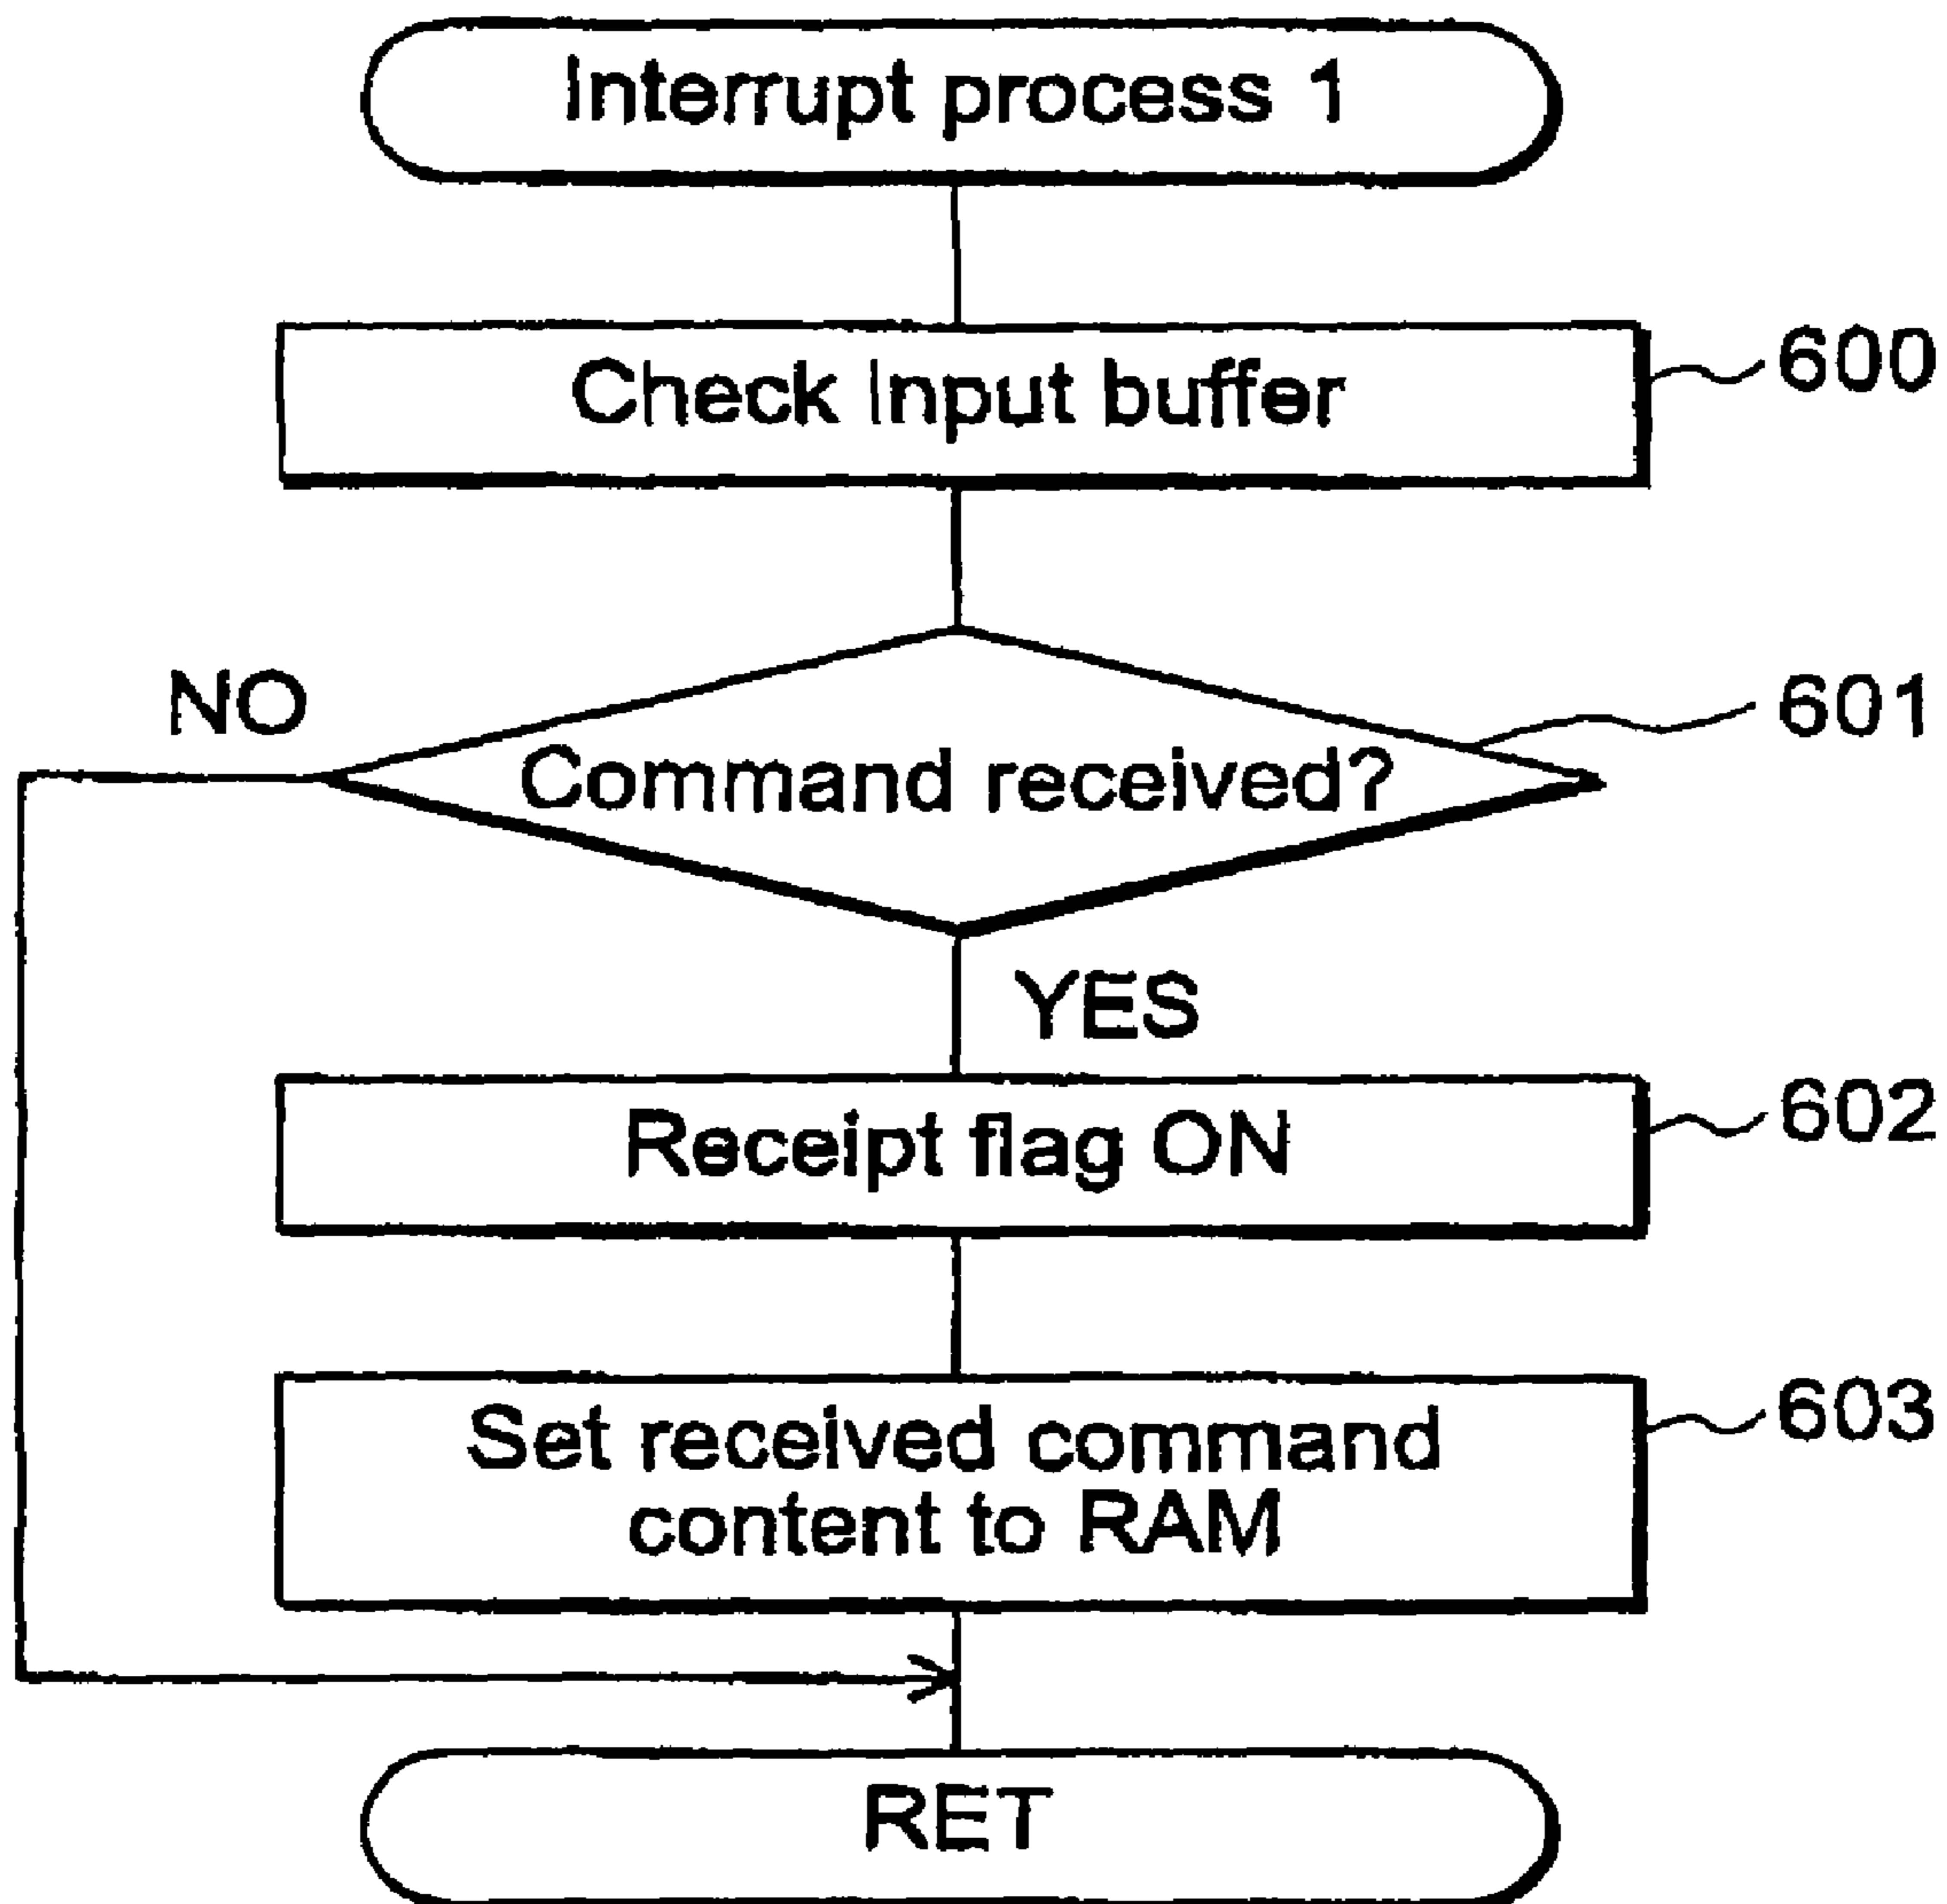 Interrupt process 1
Check input buffer
600
NO
601
Command received?
YES
Receipt flag ON
602
Set received command
content to RAM
603
RET